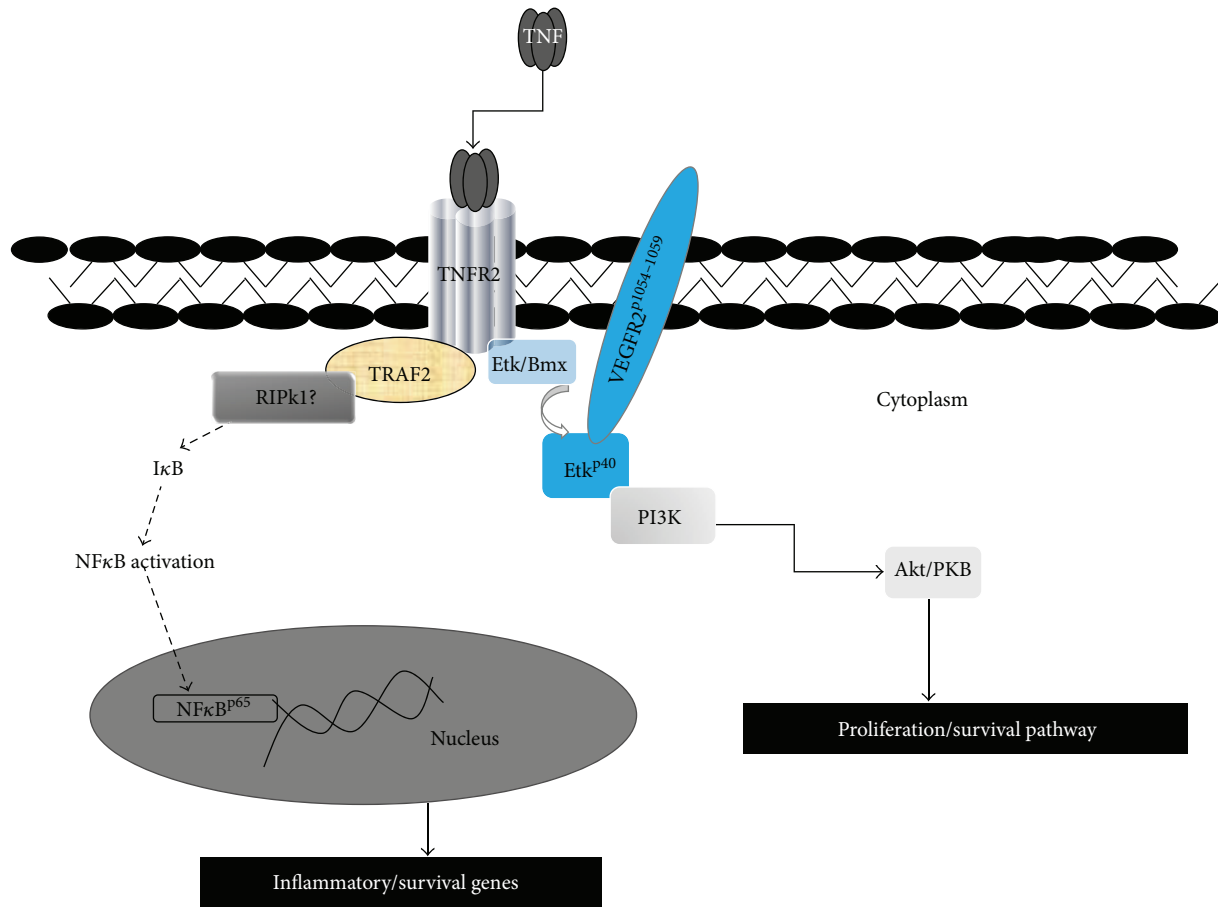 TNF
TNFR2
VEGFR2p1054–1059
Etk/Bmx
TRAF2
RIPk1?
Cytoplasm
Etkp40
IκB
PI3K
NFκB activation
Akt/PKB
NFκBp65
Nucleus
Proliferation/survival pathway
Inflammatory/survival genes